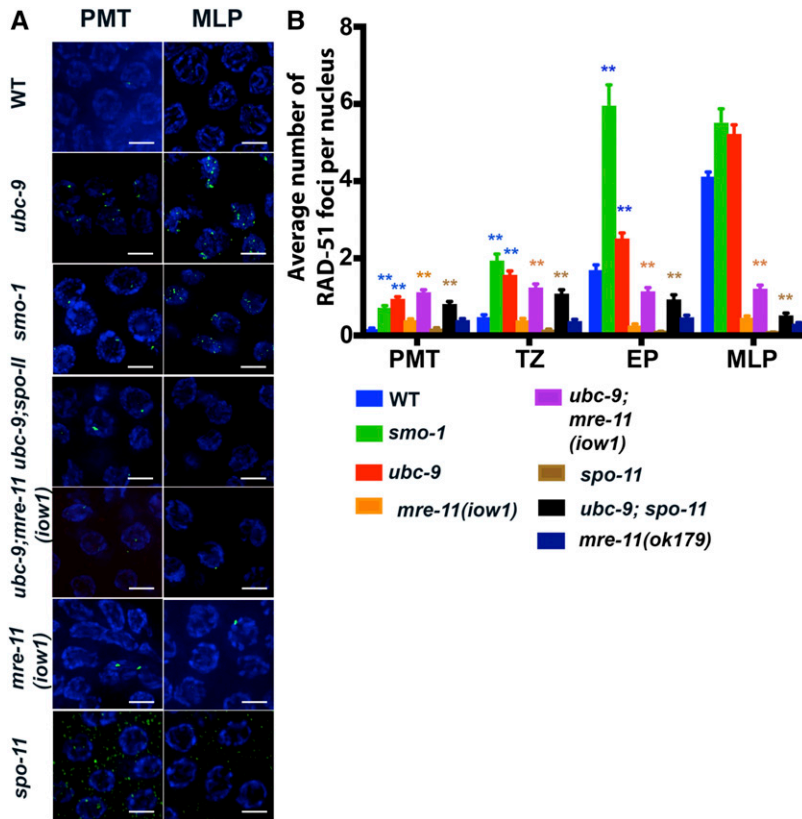 A
PMT MLP
WT
ubc-9
smo-1
ubc-9;spo-II
ubc-9;mre-11
(iow1)
mre-11
(iow1)
spo-11
B
Average number of
RAD-51 foci per nucleus
8
6
4
2
0
** ** ** **
** ** ** **
** ** ** **
** **
PMT TZ EP MLP
WT
smo-1
ubc-9
mre-11(iow1)
ubc-9;
mre-11
(iow1)
spo-11
ubc-9; spo-11
mre-11(ok179)